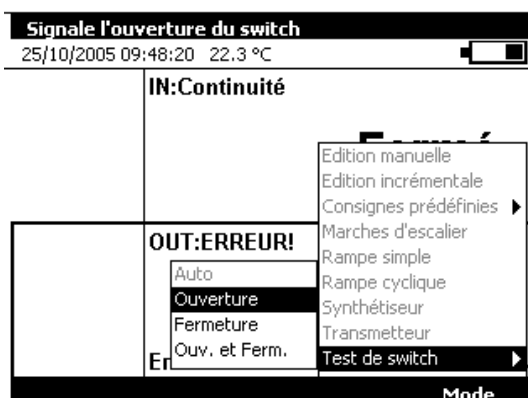 Signale l'ouverture du switch
25/10/2005 09:48:20 22.3 °C
IN:Continuité
Edition manuelle
Edition incrémentale
Consignes prédéfinies
Marches d'escalier
Rampe simple
Rampe cyclique
Synthétiseur
Transmetteur
Test de switch
OUT:ERREUR!
Auto
Ouverture
Fermeture
Ouv. et Ferm.
Er
Mode